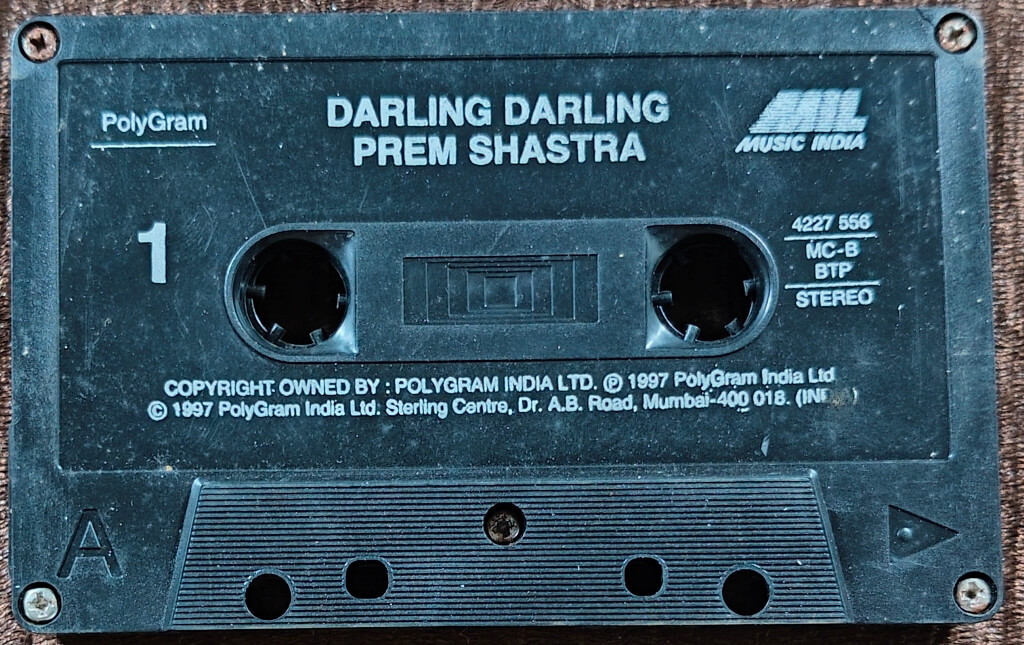 PolyGram
DARLING DARLING
PREM SHASTRA
MIL
MUSIC INDIA
1
4227 556
MC-B
BTP
STEREO
COPYRIGHT OWNED BY : POLYGRAM INDIA LTD. ℗ 1997 PolyGram India Ltd
© 1997 PolyGram India Ltd. Sterling Centre, Dr. A.B. Road, Mumbai-400 018.
A